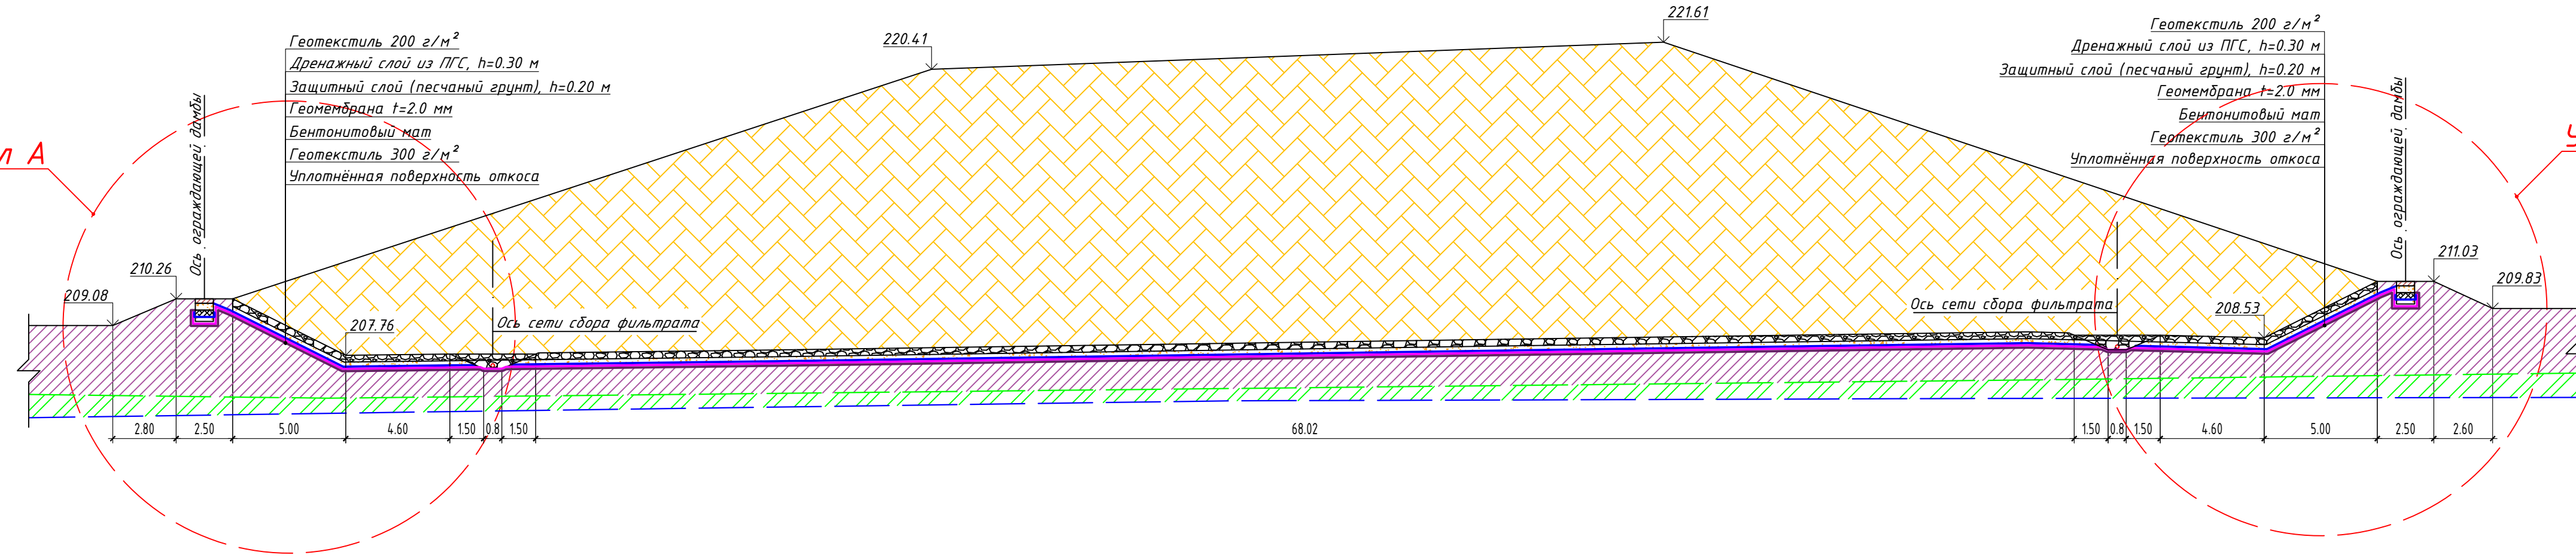 220.41
221.61
Геотекстиль 200 г/м²
Дренажный слой из ПГС, h=0.30 м
Защитный слой (песчаный грунт), h=0.20 м
Геомембрана t=2.0 мм
Бентонитовый мат
Геотекстиль 300 г/м²
Уплотнённая поверхность откоса
Геотекстиль 200 г/м²
Дренажный слой из ПГС, h=0.30 м
Защитный слой (песчаный грунт), h=0.20 м
Геомембрана t=2.0 мм
Бентонитовый мат
Геотекстиль 300 г/м²
Уплотнённая поверхность откоса
л А
У
Ось ограждающей дамбы
Ось ограждающей дамбы
210.26
209.08
207.76
Ось сети сбора фильтрата
Ось сети сбора фильтрата
208.53
211.03
209.83
2.80 2.50 5.00 4.60 1.50 0.8 1.50 68.02 1.50 0.8 1.50 4.60 5.00 2.50 2.60